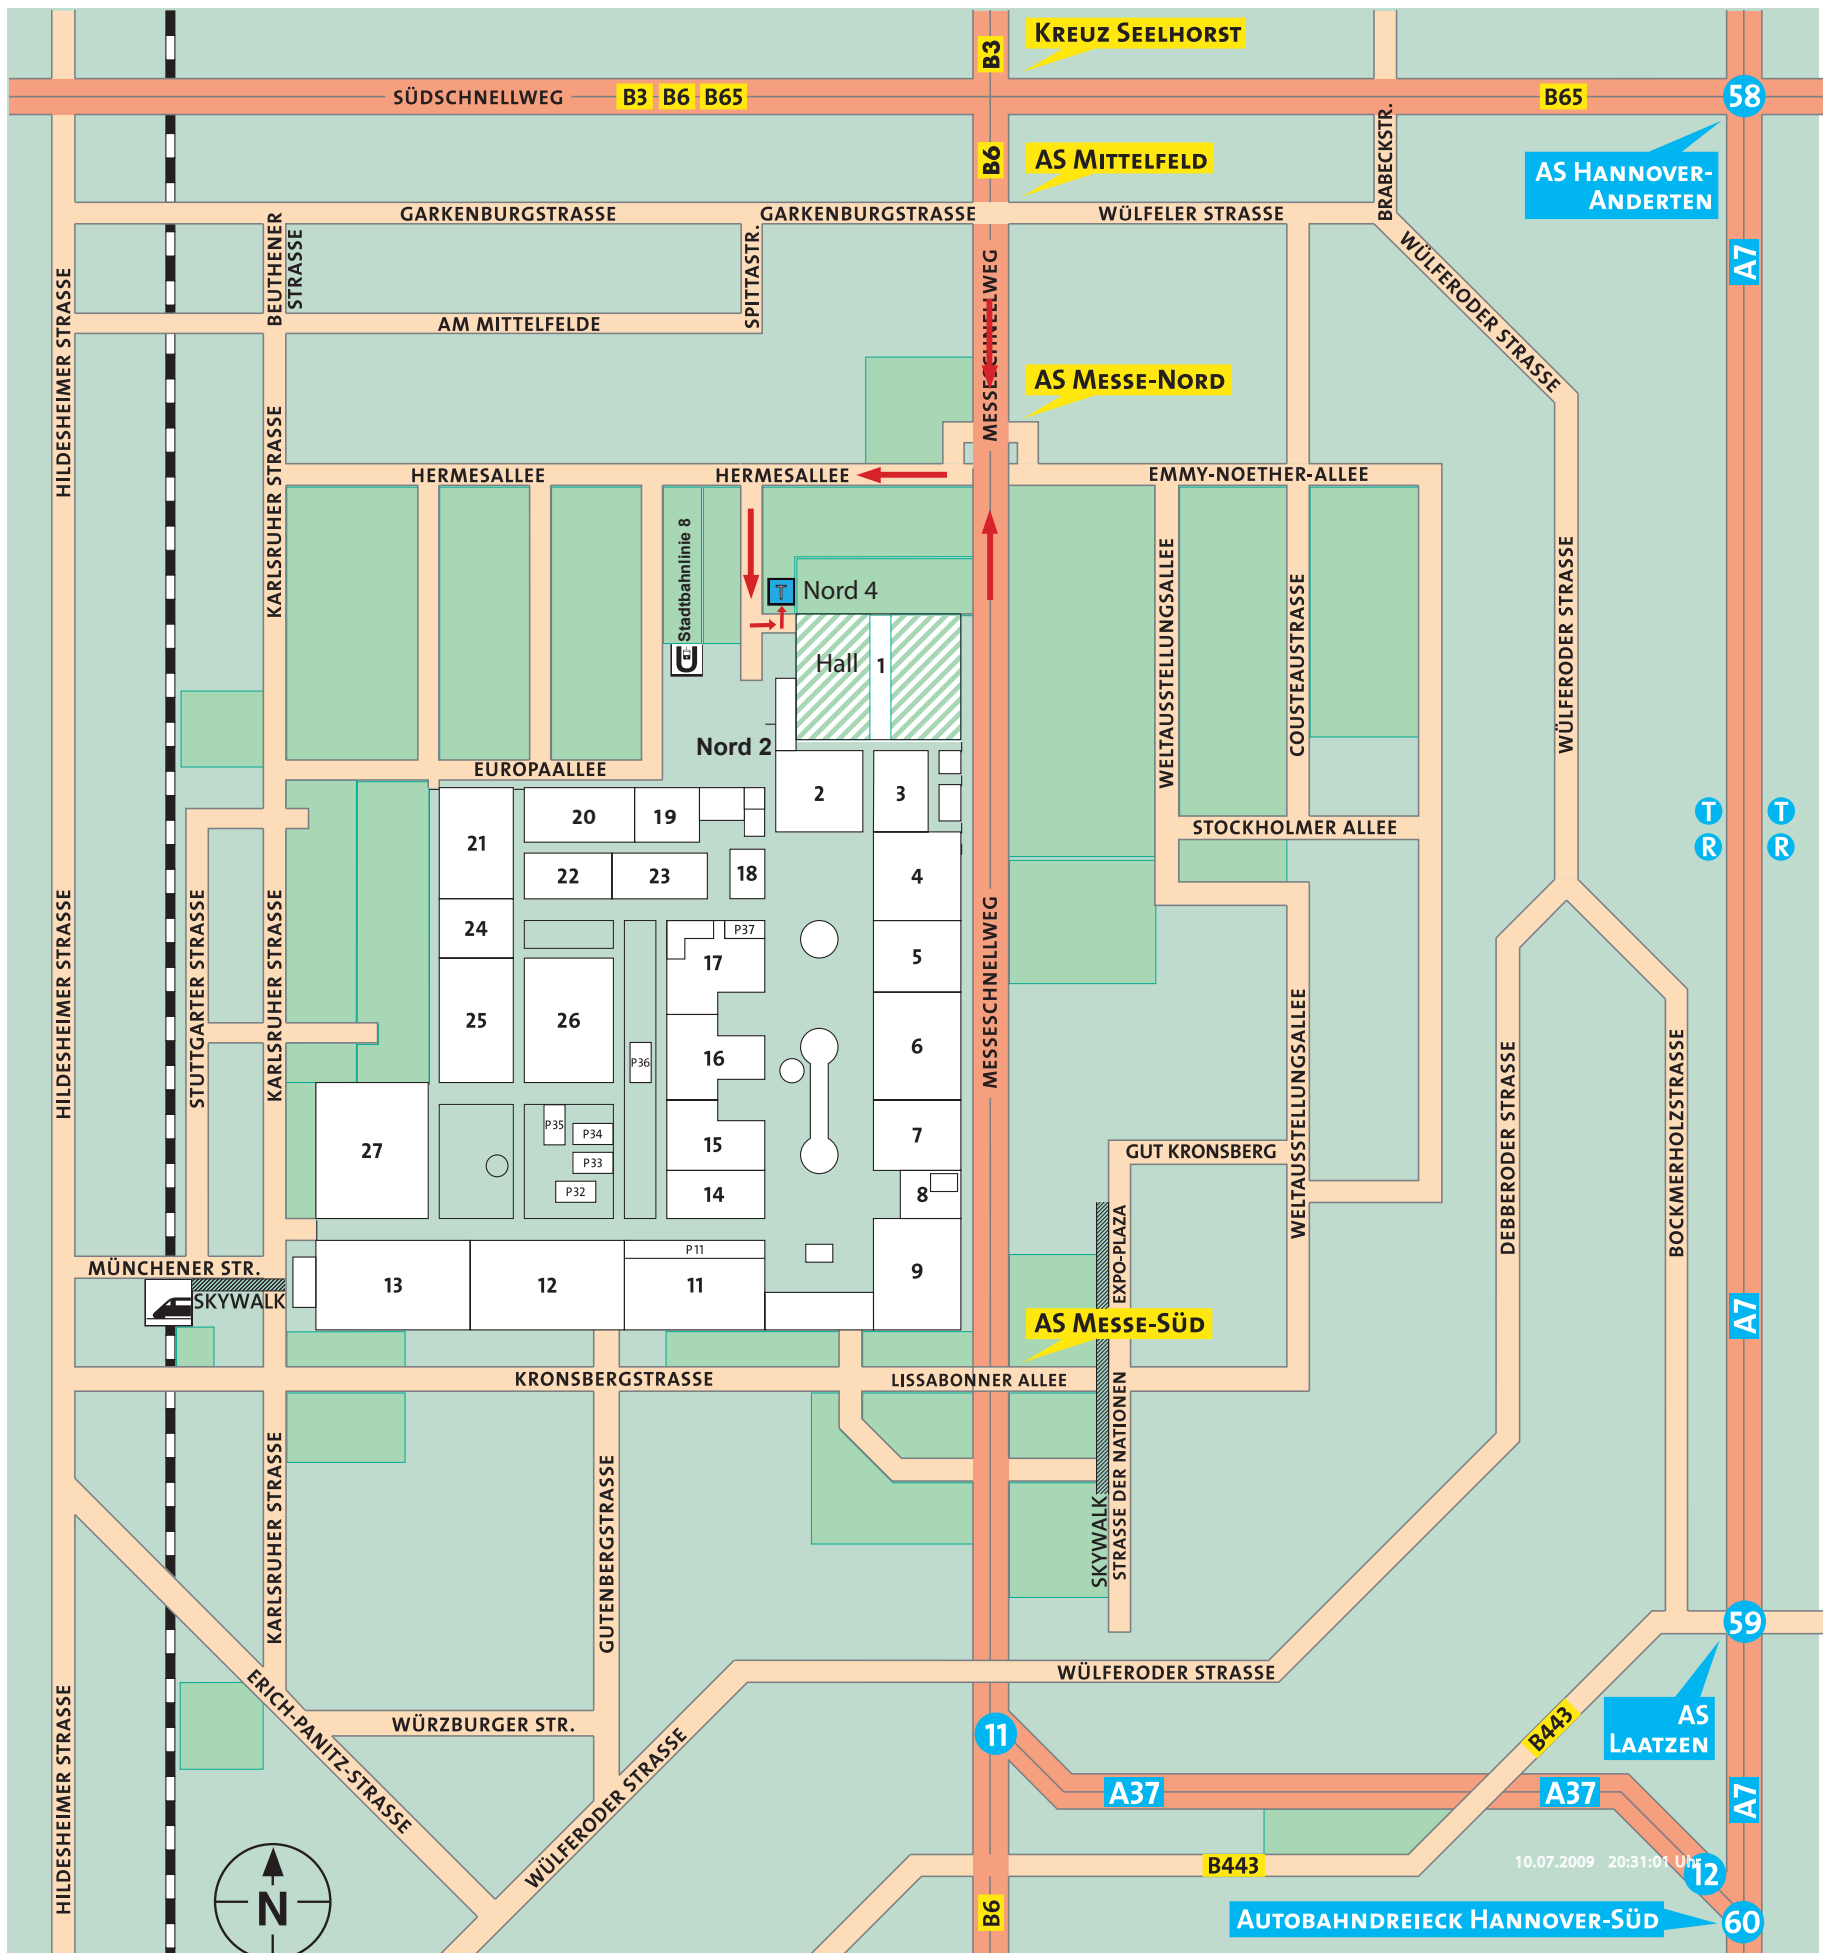 B3
KREUZ SEELHORST
SÜDSCHNELLWEG
B3
B6
B65
B65
58
B6
AS MITTELFELD
BRABECKSTR.
AS HANNOVER-
ANDERTEN
GARKENBURGSTRASSE
GARKENBURGSTRASSE
WÜLFELER STRASSE
BEUTHENER
STRASSE
SPITTASTR.
A7
WÜLFERODER STRASSE
HILDESHEIMER STRASSE
AM MITTELFELDE
MESSESCHNELLWEG
AS MESSE-NORD
KARLSRUHER STRASSE
HERMESALLEE
HERMESALLEE
EMMY-NOETHER-ALLEE
Stadtbahnlinie 8
U
T
Nord 4
Hall
1
WELTAUSSTELLUNGSALLEE
COUSTEAUSTRASSE
WÜLFERODER STRASSE
Nord 2
EUROPAALLEE
2
3
20
19
21
22
23
18
4
STOCKHOLMER ALLEE
T
T
R
R
24
P37
17
5
HILDESHEIMER STRASSE
STUTTGARTER STRASSE
KARLSRUHER STRASSE
MESSESCHNELLWEG
25
26
P36
16
6
WELTAUSSTELLUNGSALLEE
DEBBERODER STRASSE
BOCKMERHOLZSTRASSE
27
P35
P34
P33
P32
15
7
14
8
GUT KRONSBERG
EXPO-PLAZA
MÜNCHENER STR.
SKYWALK
13
12
P11
11
9
AS MESSE-SÜD
A7
KRONSBERGSTRASSE
LISSABONNER ALLEE
KARLSRUHER STRASSE
GUTENBERGSTRASSE
SKYWALK
STRASSE DER NATIONEN
59
WÜLFERODER STRASSE
HILDESHEIMER STRASSE
ERICH-PANITZ-STRASSE
WÜRZBURGER STR.
WÜLFERODER STRASSE
11
B443
AS
LAATZEN
A37
A37
A7
B443
10.07.2009 20:31:01 Uhr
12
N
B6
AUTOBAHNDREIECK HANNOVER-SÜD
60